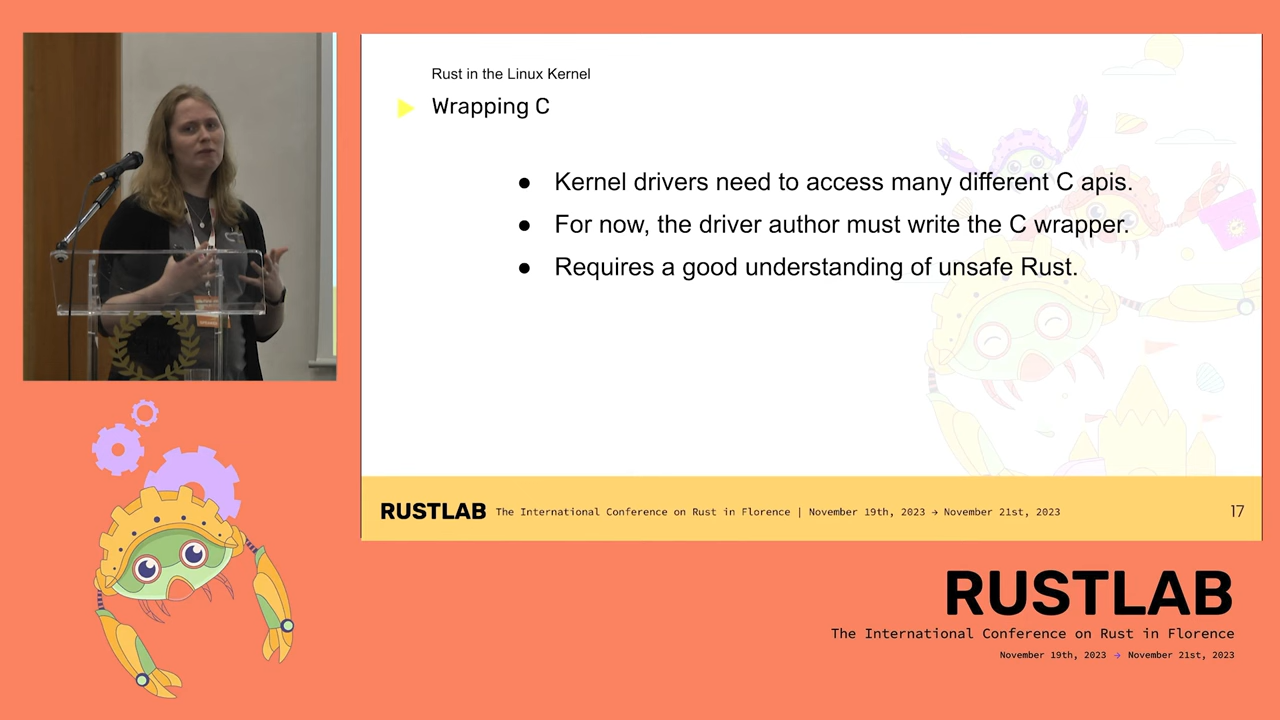 Rust in the Linux Kernel
Wrapping C
● Kernel drivers need to access many different C apis.
● For now, the driver author must write the C wrapper.
● Requires a good understanding of unsafe Rust.
RUSTLAB The International Conference on Rust in Florence | November 19th, 2023 → November 21st, 2023 17
RUSTLAB
The International Conference on Rust in Florence
November 19th, 2023 → November 21st, 2023